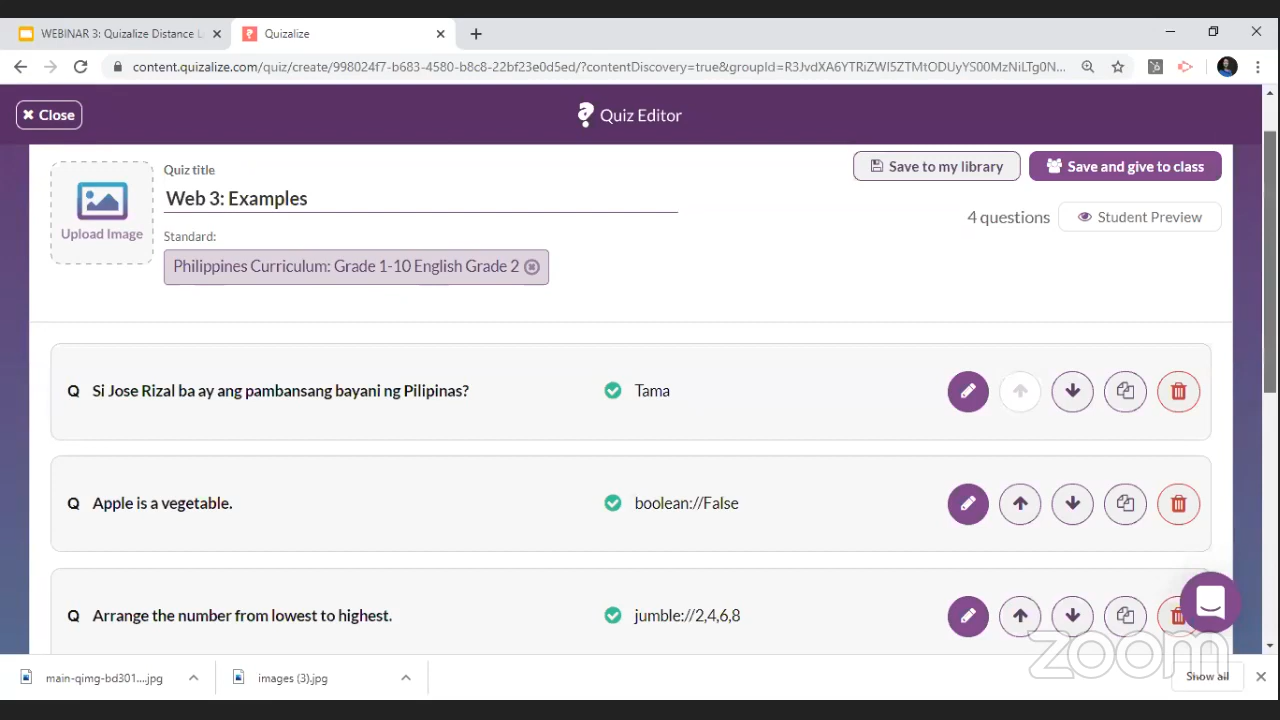 WEBINAR 3: Quizalize Distance L
Quizalize
content.quizalize.com/quiz/create/998024f7-b683-4580-b8c8-22bf23e0d5ed/?contentDiscovery=true&groupId=R3JvdXA6YTRiZWI5ZTMtODUyYS00MzNiLTg0N...
Close
Quiz Editor
Upload Image
Quiz title
Web 3: Examples
Save to my library
Save and give to class
4 questions
Student Preview
Standard:
Philippines Curriculum: Grade 1-10 English Grade 2
Q Si Jose Rizal ba ay ang pambansang bayani ng Pilipinas?
Tama
Q Apple is a vegetable.
boolean://False
Q Arrange the number from lowest to highest.
jumble://2,4,6,8
zoom
main-qimg-bd301....jpg
images (3).jpg
Show all